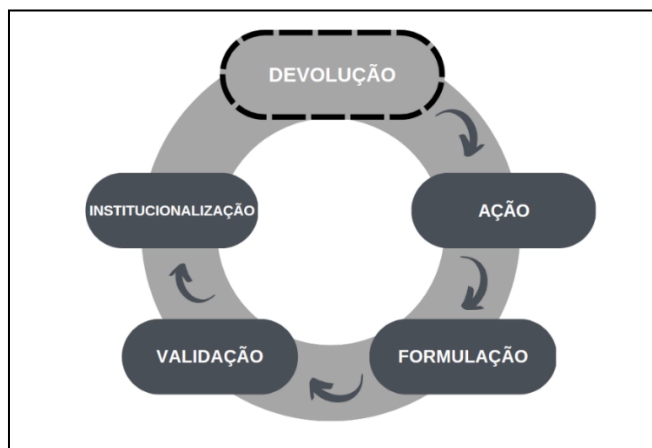 DEVOLUÇÃO
AÇÃO
FORMULAÇÃO
VALIDAÇÃO
INSTITUCIONALIZAÇÃO